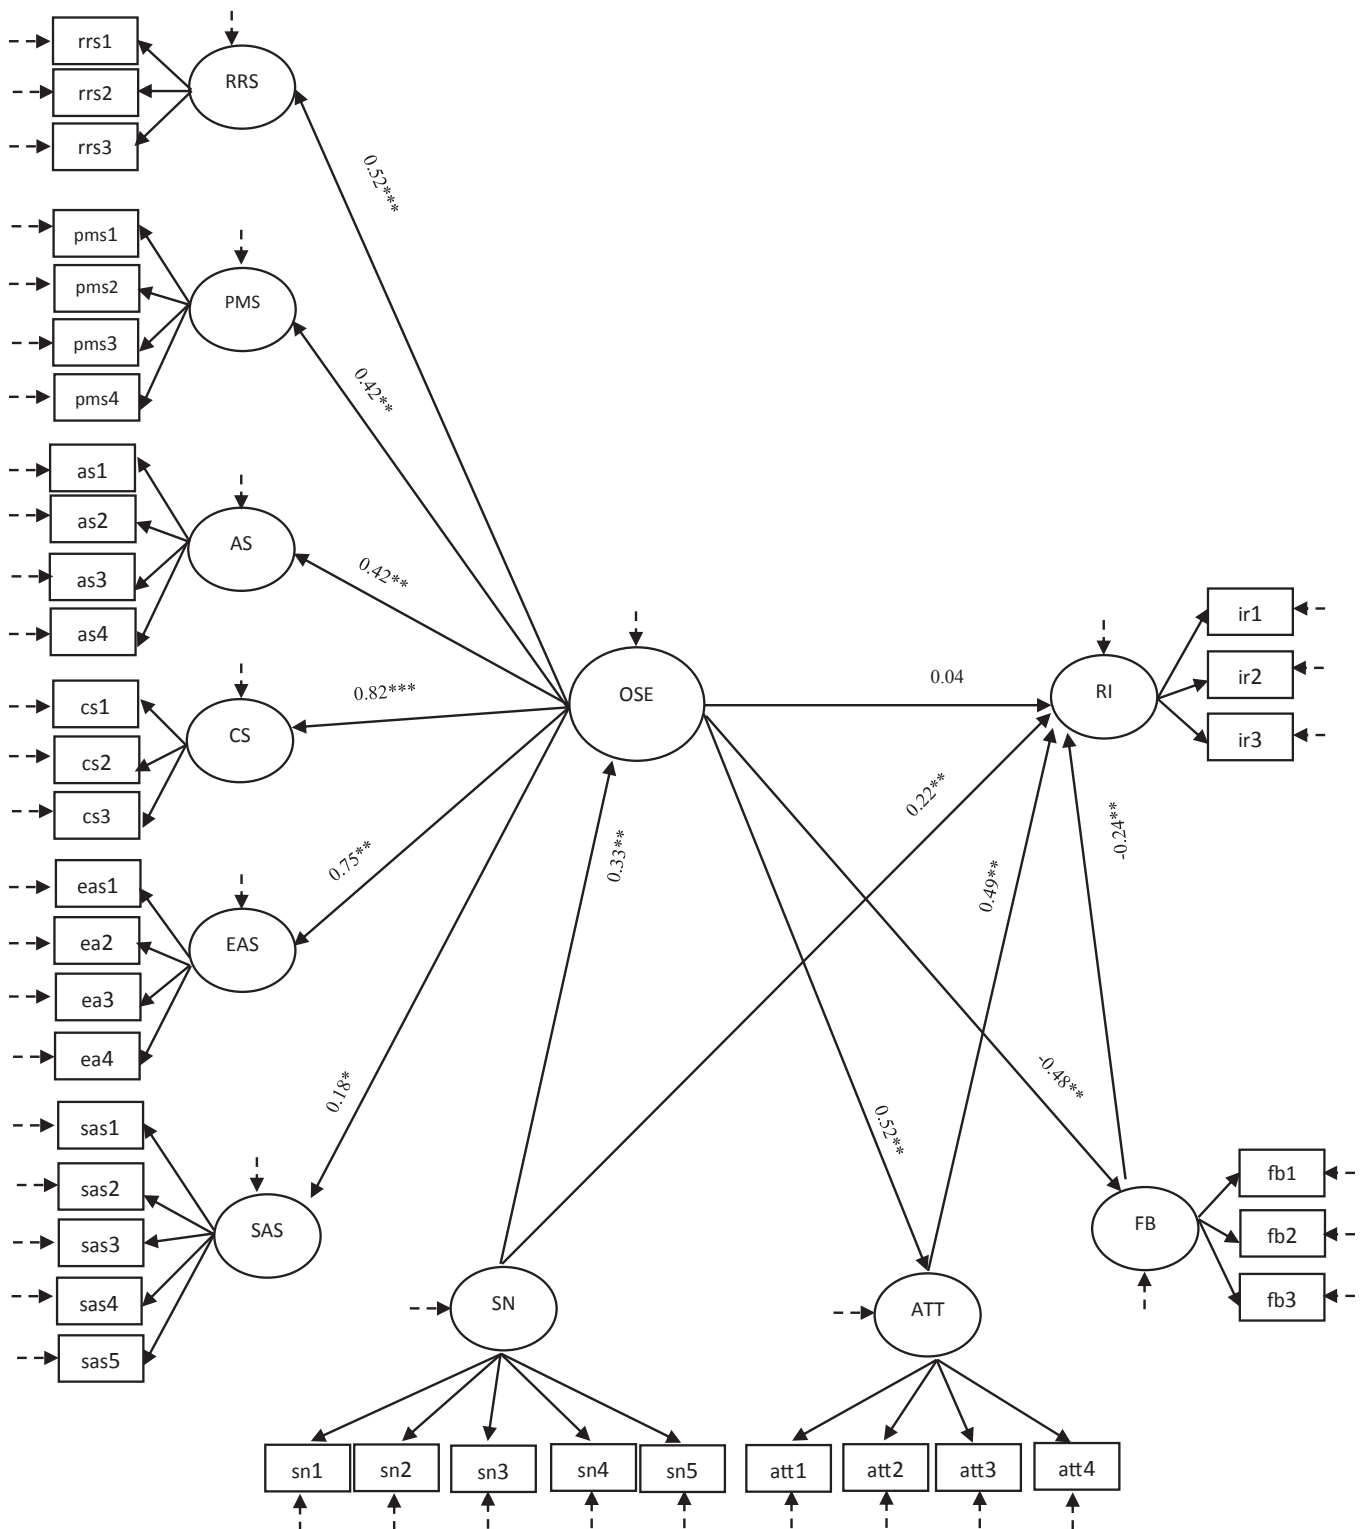 rrs1
RRS
rrs2
rrs3
0.52***
pms1
pms2
PMS
pms3
pms4
0.42**
as1
as2
AS
as3
as4
0.42**
cs1
CS
cs2
cs3
0.82***
OSE
0.04
RI
ir1
ir2
ir3
eas1
ea2
EAS
ea3
ea4
0.75**
0.33**
0.22**
0.49**
-0.24**
sas1
sas2
SAS
sas3
sas4
sas5
0.18*
0.52**
-0.48**
SN
ATT
FB
fb1
fb2
fb3
sn1
sn2
sn3
sn4
sn5
att1
att2
att3
att4